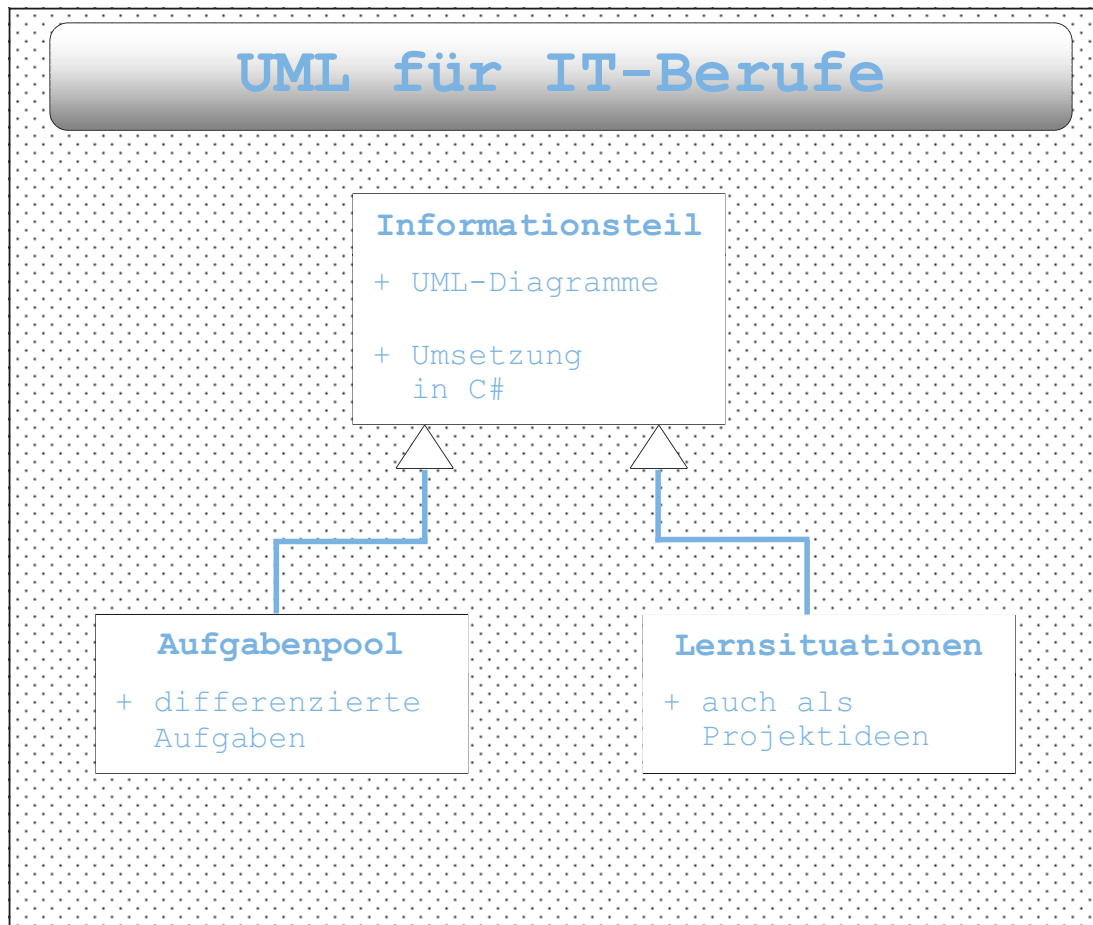 UML für IT-Berufe
Informationsteil
+ UML-Diagramme
+ Umsetzung
in C#
Aufgabenpool
+ differenzierte
Aufgaben
Lernsituationen
+ auch als
Projektideen